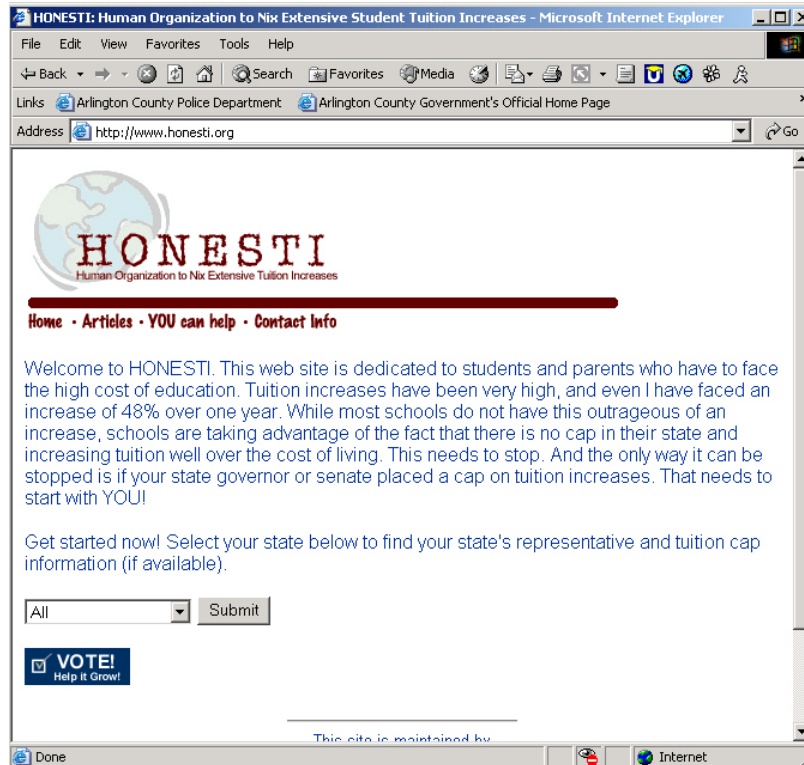 HONESTI: Human Organization to Nix Extensive Student Tuition Increases - Microsoft Internet Explorer
File Edit View Favorites Tools Help
Back Search Favorites Media
Links Arlington County Police Department Arlington County Government's Official Home Page
Address http://www.honesti.org Go
HONESTI
Human Organization to Nix Extensive Tuition Increases
Home · Articles · YOU can help · Contact Info
Welcome to HONESTI. This web site is dedicated to students and parents who have to face
the high cost of education. Tuition increases have been very high, and even I have faced an
increase of 48% over one year. While most schools do not have this outrageous of an
increase, schools are taking advantage of the fact that there is no cap in their state and
increasing tuition well over the cost of living. This needs to stop. And the only way it can be
stopped is if your state governor or senate placed a cap on tuition increases. That needs to
start with YOU!
Get started now! Select your state below to find your state's representative and tuition cap
information (if available).
All Submit
VOTE!
Help it Grow!
This site is maintained by
Done Internet